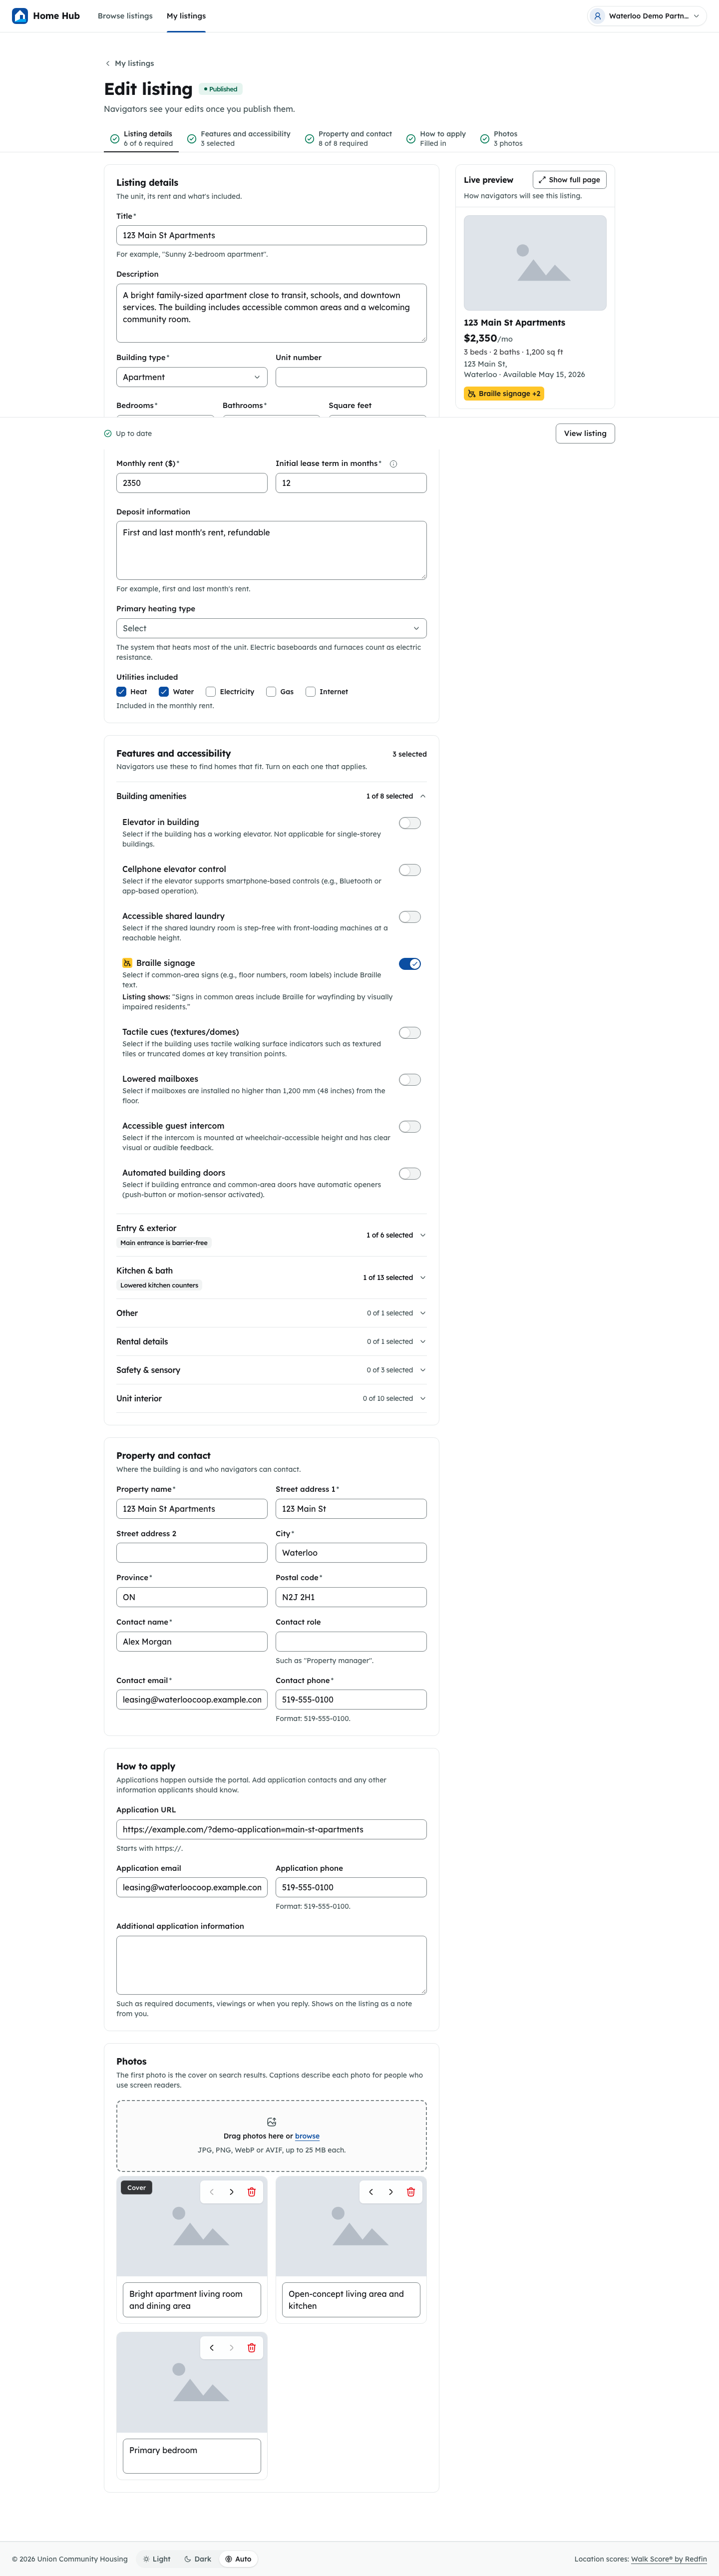 Home Hub
Browse listings
My listings
Waterloo Demo Partn...
My listings
Edit listing
Published
Navigators see your edits once you publish them.
Listing details
6 of 6 required
Features and accessibility
3 selected
Property and contact
8 of 8 required
How to apply
Filled in
Photos
3 photos
Listing details
The unit, its rent and what's included.
Title*
123 Main St Apartments
For example, "Sunny 2-bedroom apartment".
Description
A bright family-sized apartment close to transit, schools, and downtown
services. The building includes accessible common areas and a welcoming
community room.
Building type*
Unit number
Apartment
Bedrooms*
Bathrooms*
Square feet
Live preview
Show full page
How navigators will see this listing.
123 Main St Apartments
$2,350/mo
3 beds · 2 baths · 1,200 sq ft
123 Main St,
Waterloo · Available May 15, 2026
Braille signage +2
Up to date
View listing
Monthly rent ($)*
Initial lease term in months*
2350
12
Deposit information
First and last month's rent, refundable
For example, first and last month's rent.
Primary heating type
Select
The system that heats most of the unit. Electric baseboards and furnaces count as electric
resistance.
Utilities included
Heat
Water
Electricity
Gas
Internet
Included in the monthly rent.
Features and accessibility
3 selected
Navigators use these to find homes that fit. Turn on each one that applies.
Building amenities
1 of 8 selected
Elevator in building
Select if the building has a working elevator. Not applicable for single-storey
buildings.
Cellphone elevator control
Select if the elevator supports smartphone-based controls (e.g., Bluetooth or
app-based operation).
Accessible shared laundry
Select if the shared laundry room is step-free with front-loading machines at a
reachable height.
Braille signage
Select if common-area signs (e.g., floor numbers, room labels) include Braille
text.
Listing shows: "Signs in common areas include Braille for wayfinding by visually
impaired residents."
Tactile cues (textures/domes)
Select if the building uses tactile walking surface indicators such as textured
tiles or truncated domes at key transition points.
Lowered mailboxes
Select if mailboxes are installed no higher than 1,200 mm (48 inches) from the
floor.
Accessible guest intercom
Select if the intercom is mounted at wheelchair-accessible height and has clear
visual or audible feedback.
Automated building doors
Select if building entrance and common-area doors have automatic openers
(push-button or motion-sensor activated).
Entry & exterior
Main entrance is barrier-free
1 of 6 selected
Kitchen & bath
Lowered kitchen counters
1 of 13 selected
Other
0 of 1 selected
Rental details
0 of 1 selected
Safety & sensory
0 of 3 selected
Unit interior
0 of 10 selected
Property and contact
Where the building is and who navigators can contact.
Property name*
Street address 1*
123 Main St Apartments
123 Main St
Street address 2
City*
Waterloo
Province*
Postal code*
ON
N2J 2H1
Contact name*
Contact role
Alex Morgan
Such as "Property manager".
Contact email*
Contact phone*
leasing@waterloocoop.example.con
519-555-0100
Format: 519-555-0100.
How to apply
Applications happen outside the portal. Add application contacts and any other
information applicants should know.
Application URL
https://example.com/?demo-application=main-st-apartments
Starts with https://.
Application email
Application phone
leasing@waterloocoop.example.con
519-555-0100
Format: 519-555-0100.
Additional application information
Such as required documents, viewings or when you reply. Shows on the listing as a note
from you.
Photos
The first photo is the cover on search results. Captions describe each photo for people who
use screen readers.
Drag photos here or browse
JPG, PNG, WebP or AVIF, up to 25 MB each.
Cover
Bright apartment living room
and dining area
Open-concept living area and
kitchen
Primary bedroom
© 2026 Union Community Housing
Light
Dark
Auto
Location scores: Walk Score® by Redfin